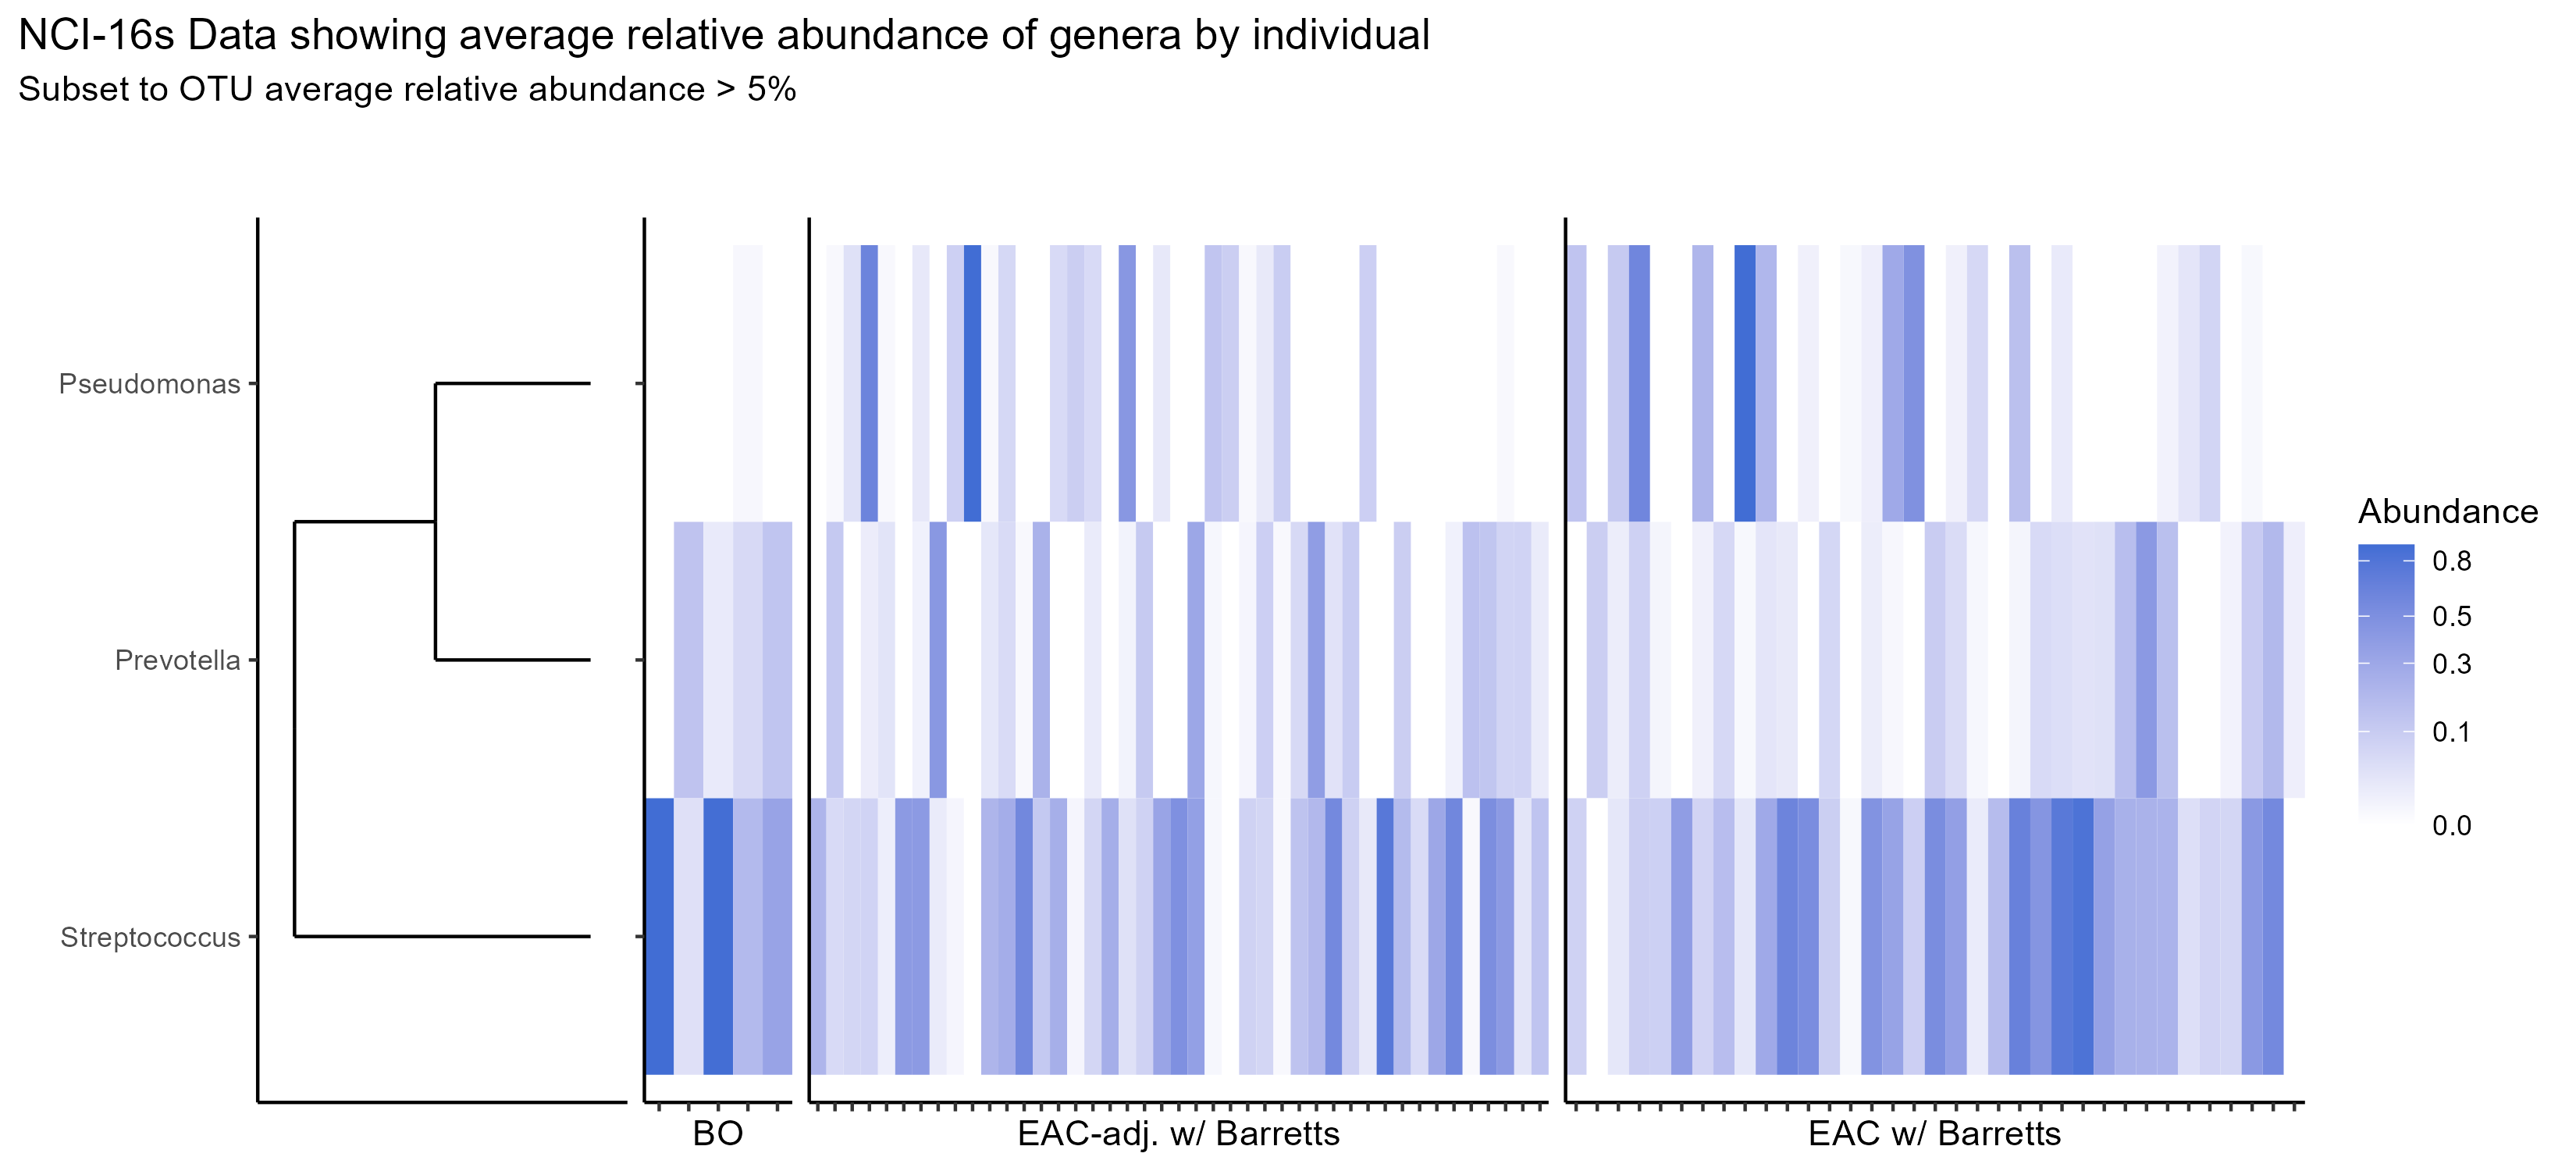 NCI-16s Data showing average relative abundance of genera by individual
Subset to OTU average relative abundance > 5%
Pseudomonas
Prevotella
Streptococcus
BO
EAC-adj. w/ Barretts
EAC w/ Barretts
Abundance
0.8
0.5
0.3
0.1
0.0